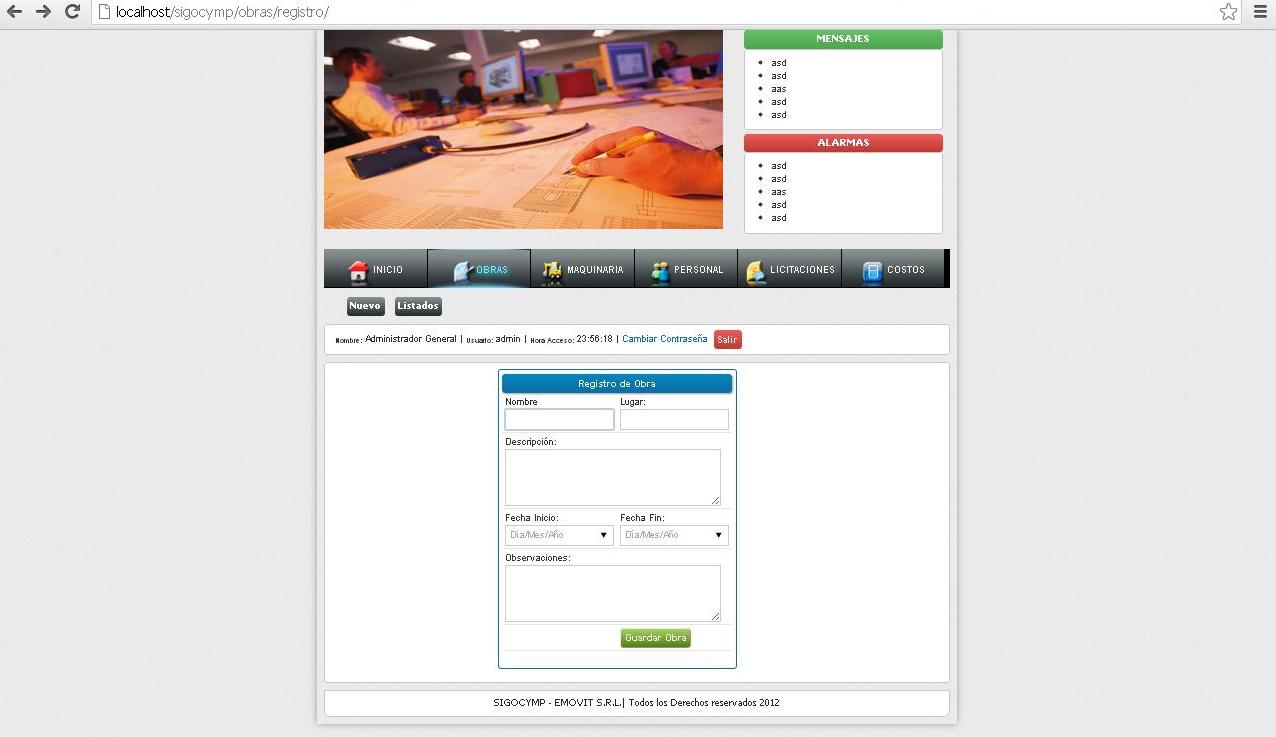 localhost/sigocymp/obras/registro/
MENSAJES
asd
asd
aas
asd
asd
ALARMAS
asd
asd
aas
asd
asd
INICIO OBRAS MAQUINARIA PERSONAL LICITACIONES COSTOS
Nuevo Listados
Nombre: Administrador General | Usuario: admin | Hora Acceso: 23:56:18 | Cambiar Contraseña Salir
Registro de Obra
Nombre Lugar:
Descripción:
Fecha Inicio: Fecha Fin:
Día/Mes/Año Día/Mes/Año
Observaciones:
Guardar Obra
SIGOCYMP - EMOVIT S.R.L.| Todos los Derechos reservados 2012